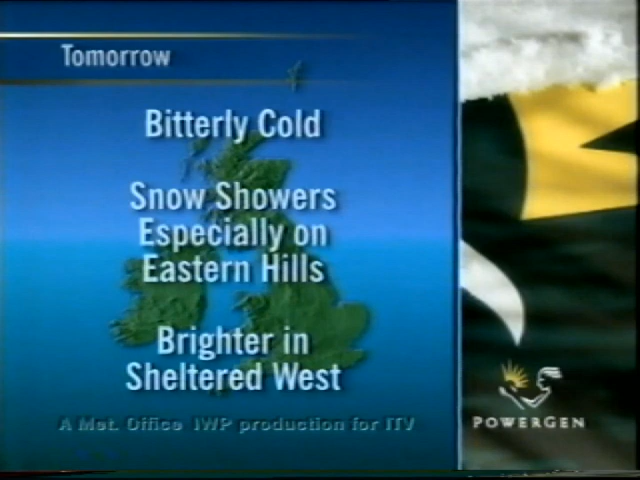 Tomorrow
Bitterly Cold
Snow Showers
Especially on
Eastern Hills
Brighter in
Sheltered West
A Met. Office IWP production for ITV
POWERGEN